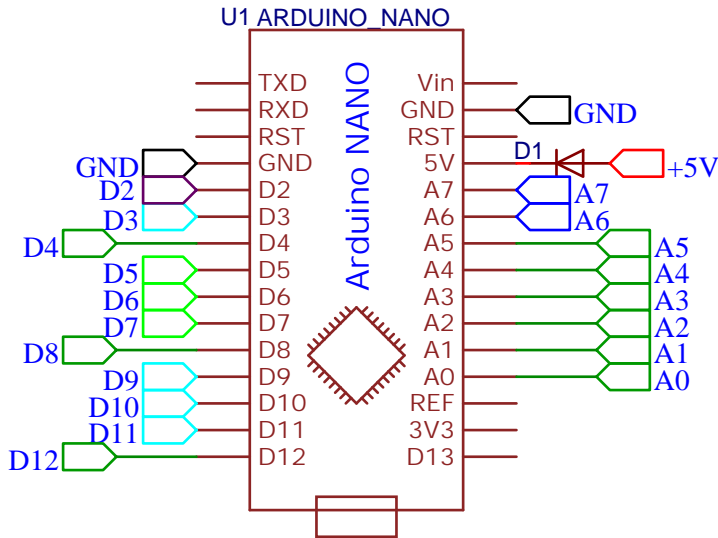 U1 ARDUINO_NANO
TXD
RXD
RST
GND GND
D2 D2
D3 D3
D4 D4
D5 D5
D6 D6
D7 D7
D8 D8
D9 D9
D10 D10
D11 D11
D12 D12
Arduino NANO
Vin
GND GND
RST
5V D1 +5V
A7 A7
A6 A6
A5 A5
A4 A4
A3 A3
A2 A2
A1 A1
A0 A0
REF
3V3
D13